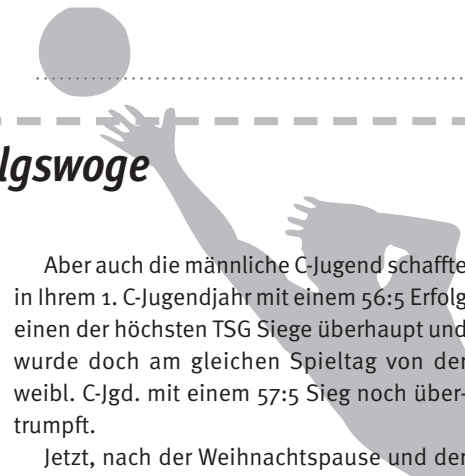 lgswoge
Aber auch die männliche C-Jugend schaffte
in Ihrem 1. C-Jugendjahr mit einem 56:5 Erfolg
einen der höchsten TSG Siege überhaupt und
wurde doch am gleichen Spieltag von der
weibl. C-Jgd. mit einem 57:5 Sieg noch über-
trumpft.
Jetzt, nach der Weihnachtspause und der